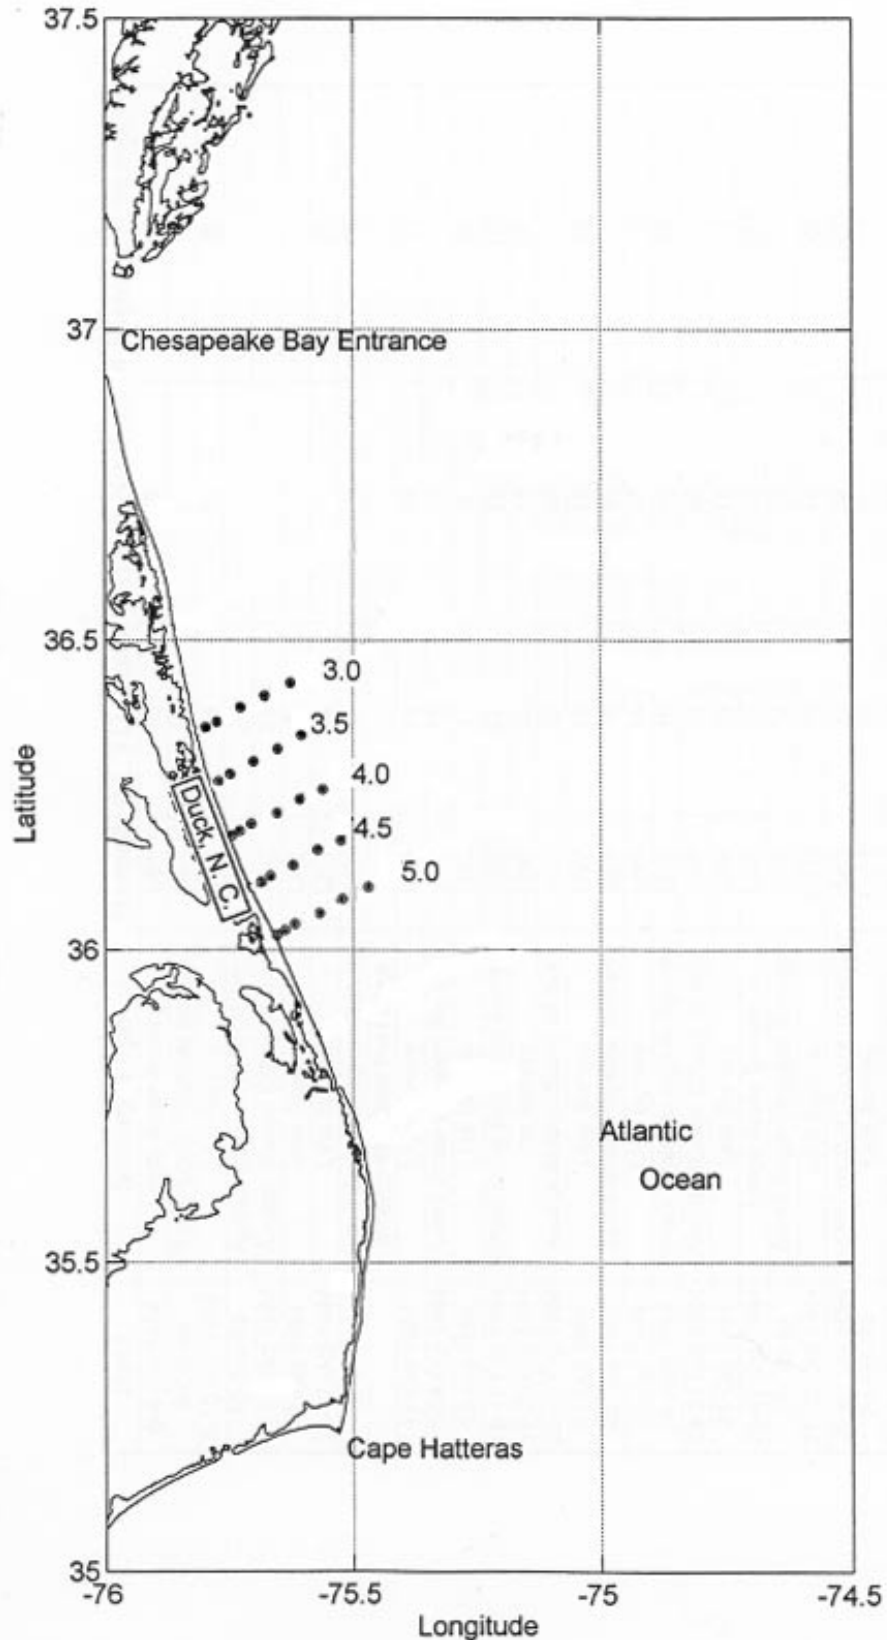 37.5
37
Chesapeake Bay Entrance
36.5
3.0
3.5
4.0
4.5
5.0
Duck, N. C.
Latitude
36
Atlantic
Ocean
35.5
Cape Hatteras
35
-76
-75.5
-75
-74.5
Longitude